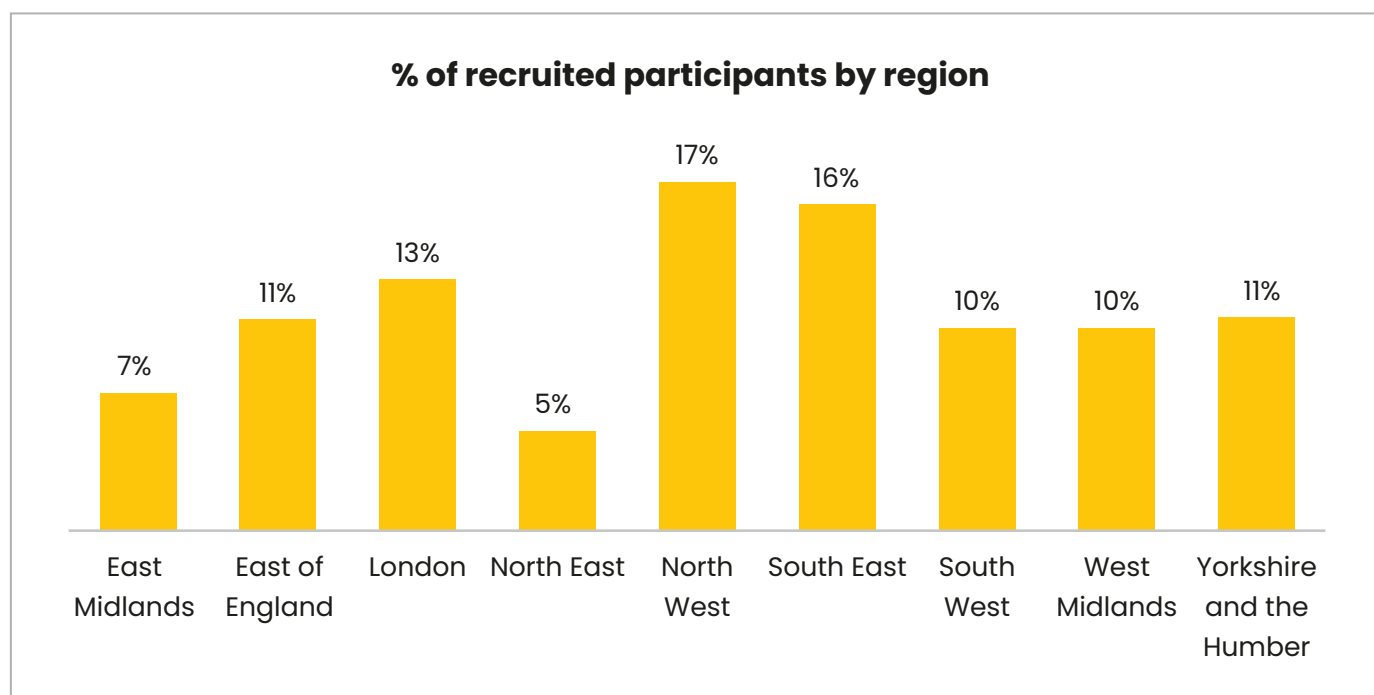 % of recruited participants by region
17%
16%
13%
11%
11%
10%
10%
7%
5%
East Midlands
East of England
London
North East
North West
South East
South West
West Midlands
Yorkshire and the Humber